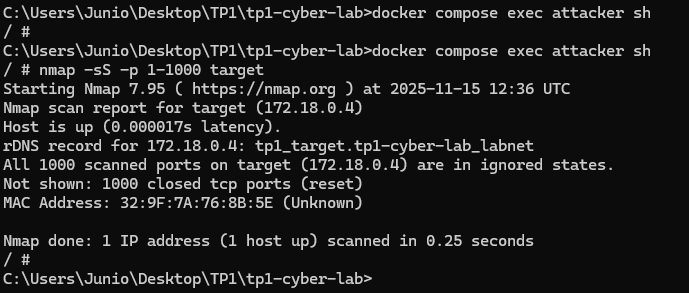 C:\Users\Junio\Desktop\TP1\tp1-cyber-lab>docker compose exec attacker sh
/ #
C:\Users\Junio\Desktop\TP1\tp1-cyber-lab>docker compose exec attacker sh
/ # nmap -sS -p 1-1000 target
Starting Nmap 7.95 ( https://nmap.org ) at 2025-11-15 12:36 UTC
Nmap scan report for target (172.18.0.4)
Host is up (0.000017s latency).
rDNS record for 172.18.0.4: tp1_target.tp1-cyber-lab_labnet
All 1000 scanned ports on target (172.18.0.4) are in ignored states.
Not shown: 1000 closed tcp ports (reset)
MAC Address: 32:9F:7A:76:8B:5E (Unknown)
Nmap done: 1 IP address (1 host up) scanned in 0.25 seconds
/ #
C:\Users\Junio\Desktop\TP1\tp1-cyber-lab>